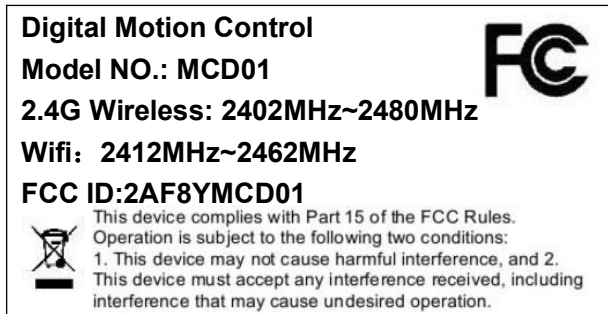 Digital Motion Control
Model NO.: MCD01
2.4G Wireless: 2402MHz~2480MHz
Wifi：2412MHz~2462MHz
FCC ID:2AF8YMCD01
This device complies with Part 15 of the FCC Rules.
Operation is subject to the following two conditions:
1. This device may not cause harmful interference, and 2.
This device must accept any interference received, including
interference that may cause undesired operation.
FC